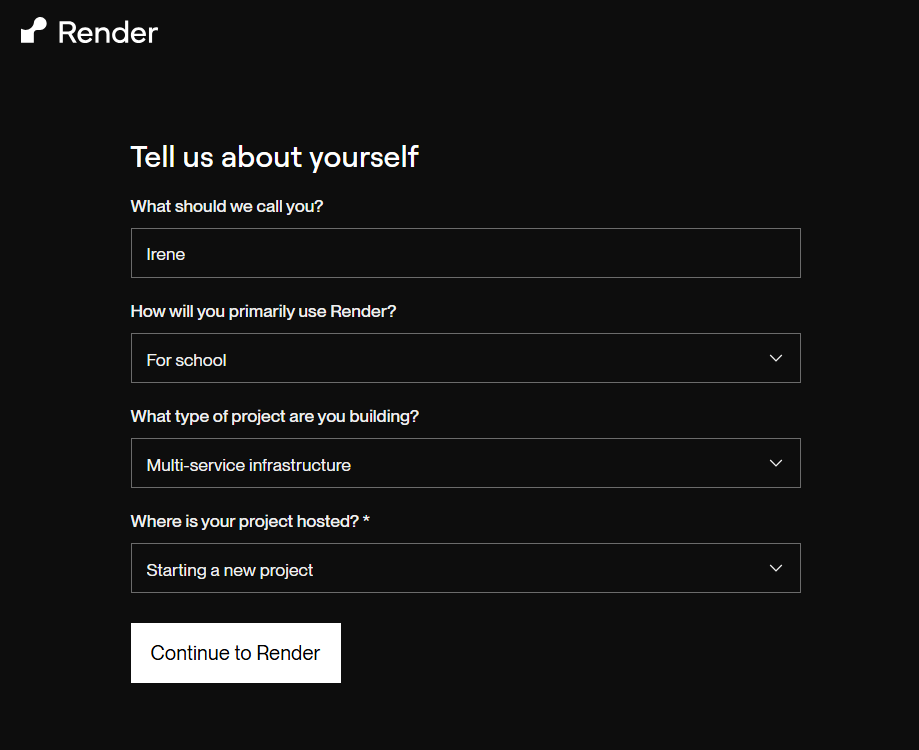 Render
Tell us about yourself
What should we call you?
Irene
How will you primarily use Render?
For school
What type of project are you building?
Multi-service infrastructure
Where is your project hosted? *
Starting a new project
Continue to Render